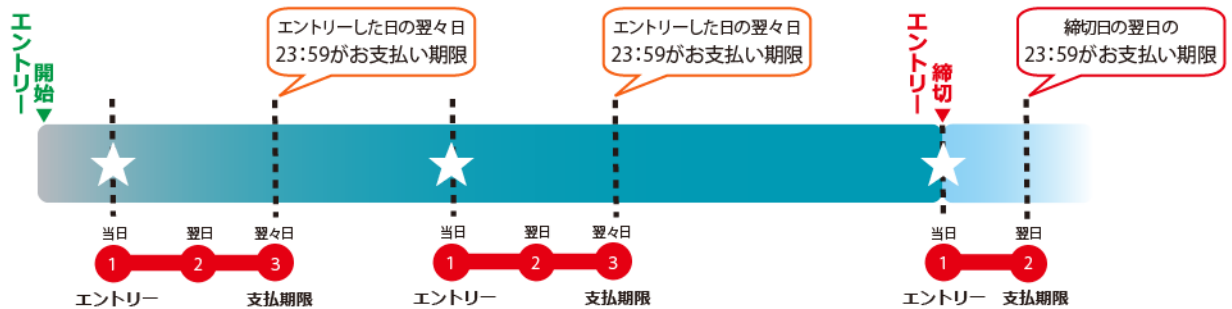 エントリー
開始
エントリーした日の翌々日
23:59がお支払い期限
エントリーした日の翌々日
23:59がお支払い期限
エントリー
締切
締切日の翌日の
23:59がお支払い期限
当日 翌日 翌々日
1 2 3
エントリー 支払期限
当日 翌日 翌々日
1 2 3
エントリー 支払期限
当日 翌日
1 2
エントリー 支払期限